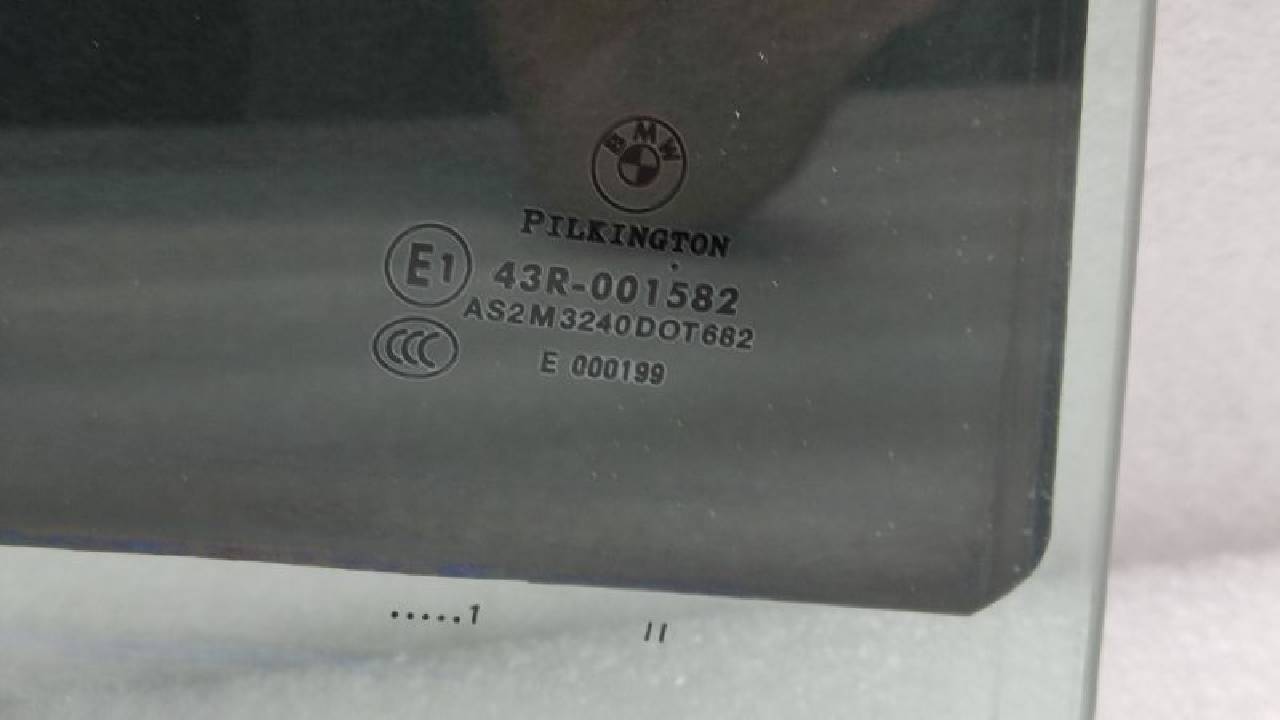 BMW
PILKINGTON
E1 43R-001582
AS2M3240DOT682
CCC E 000199
.....1 II